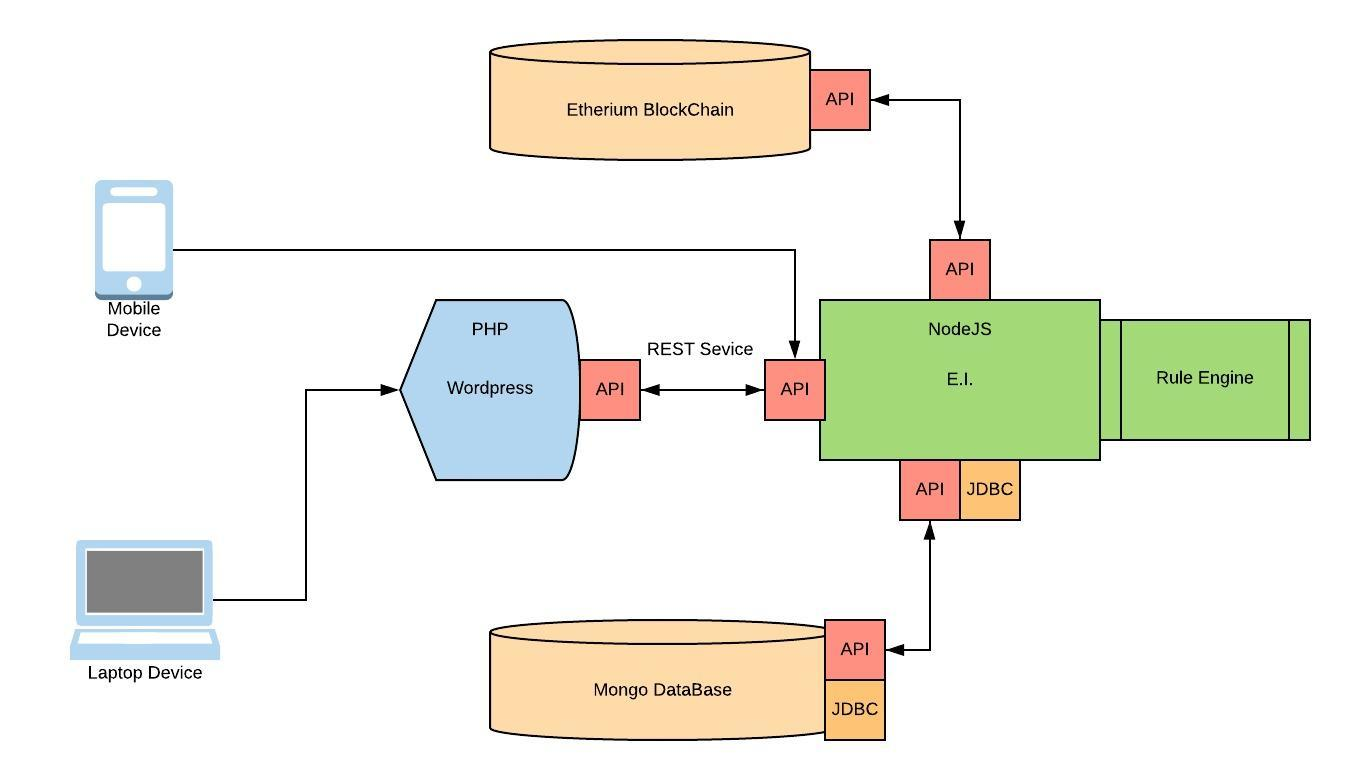 Etherium BlockChain
API
API
Mobile
Device
PHP
Wordpress
API
REST Sevice
API
NodeJS
E.I.
Rule Engine
API
JDBC
Laptop Device
Mongo DataBase
API
JDBC